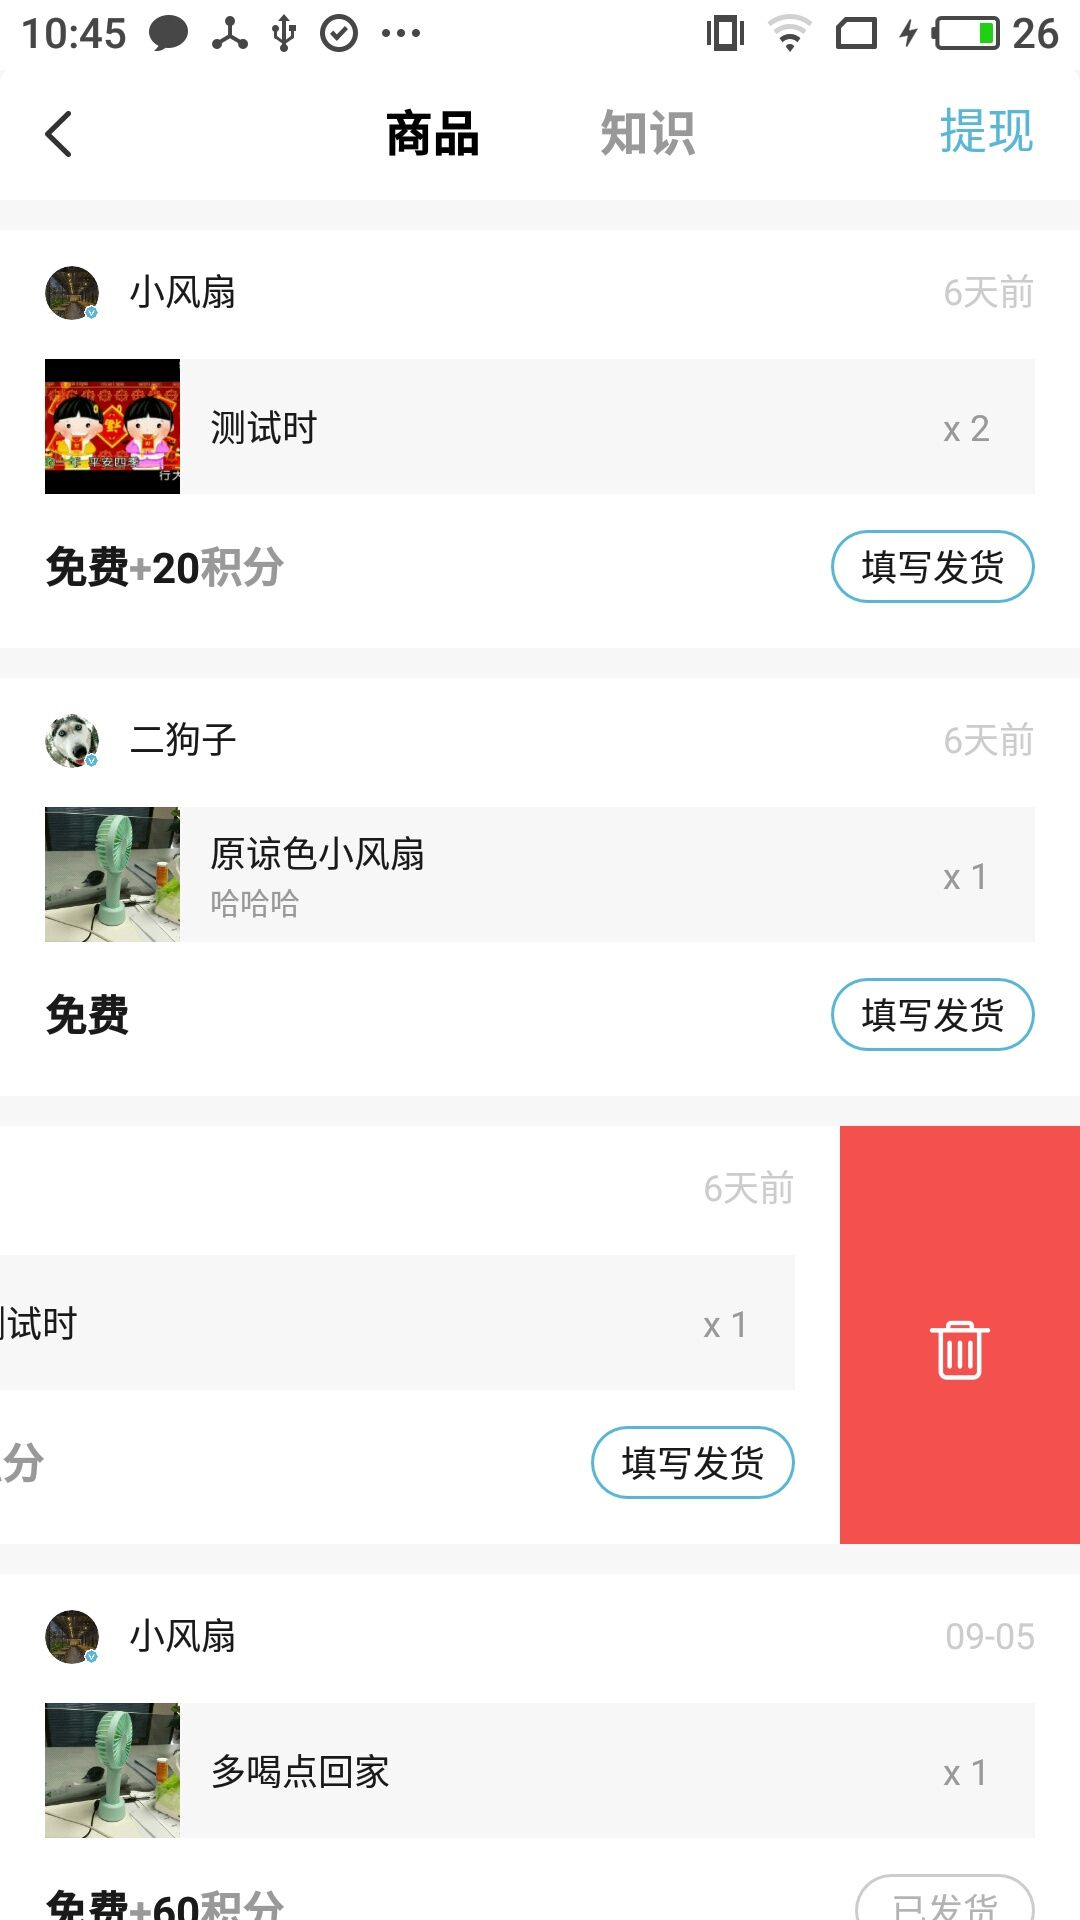 10:45 26
商品 知识 提现
小风扇 6天前
测试时 x 2
免费+20积分 填写发货
二狗子 6天前
原谅色小风扇
哈哈哈 x 1
免费 填写发货
6天前
试时 x 1
分 填写发货
小风扇 09-05
多喝点回家 x 1
免费+60积分 已发货